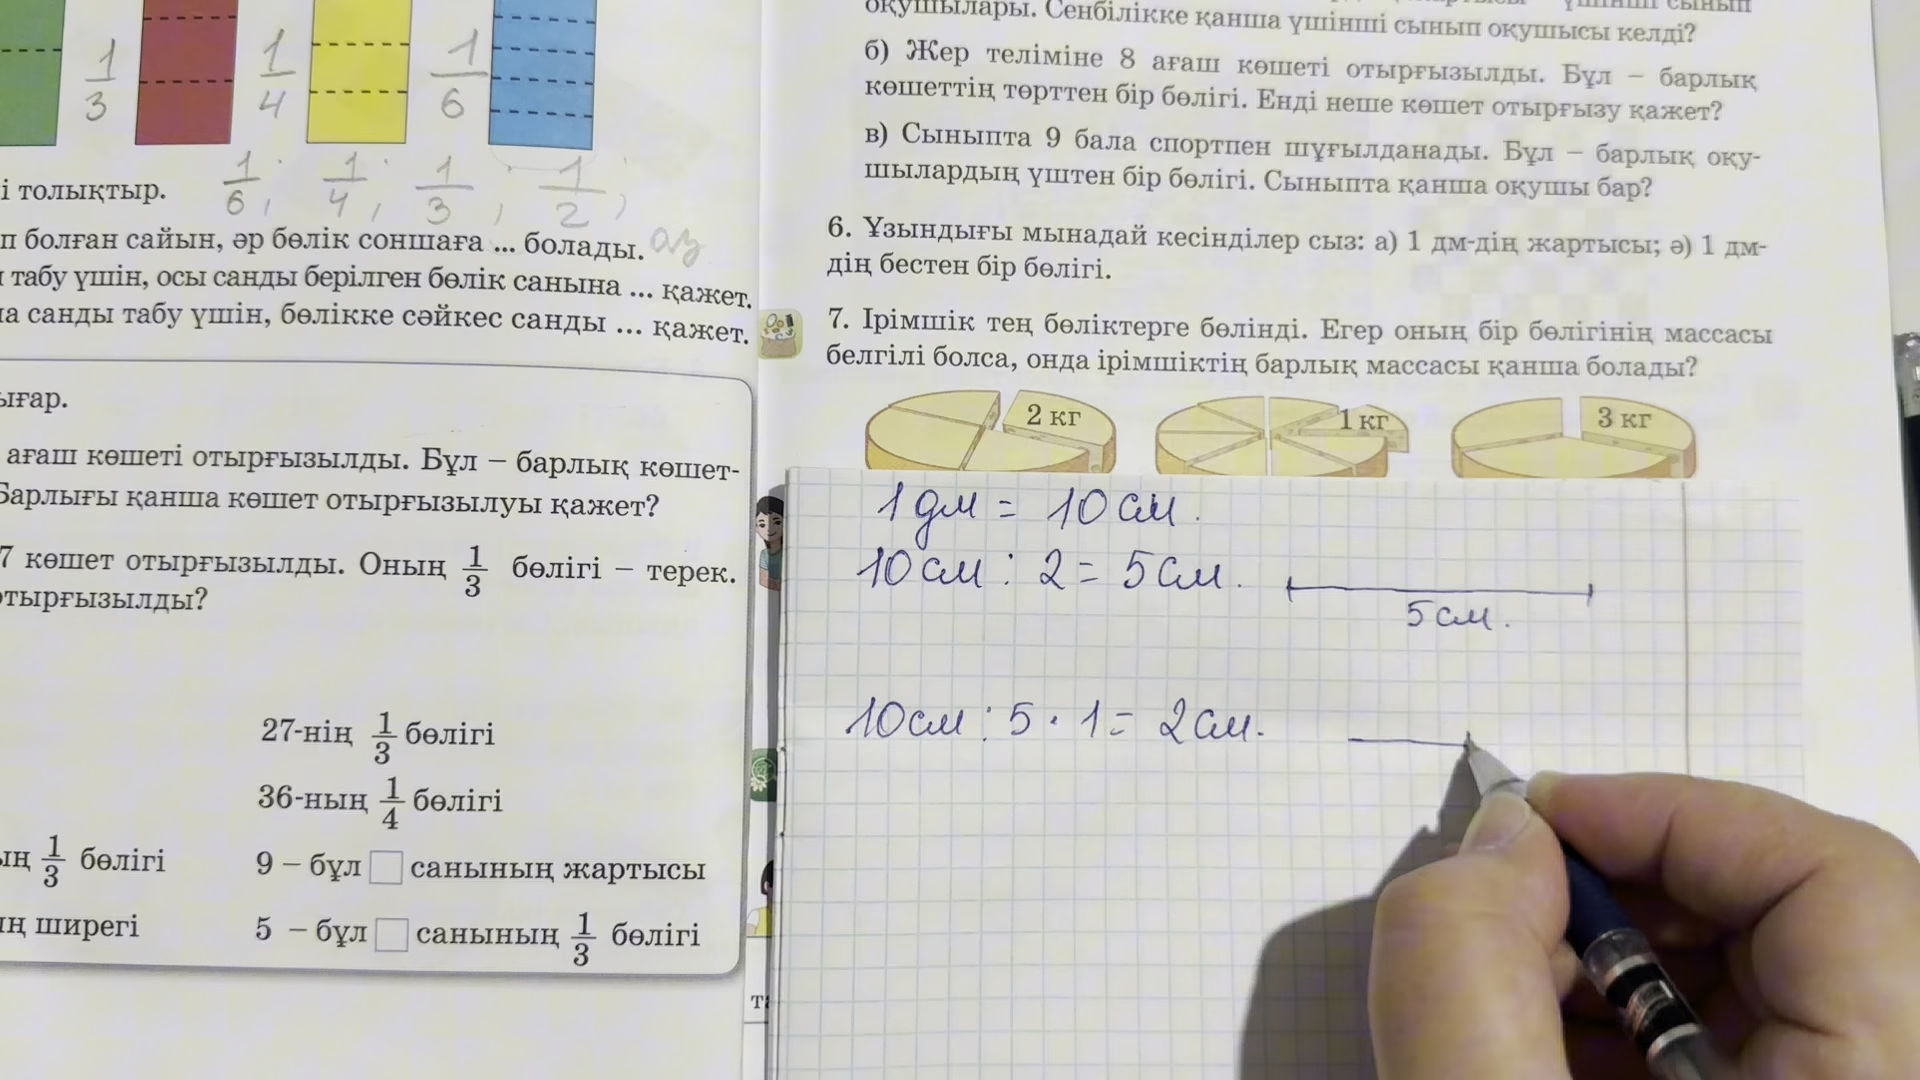 1/3
1/4
1/6
1/6; 1/4; 1/3; 1/2;
і толықтыр.
п болған сайын, әр бөлік соншаға ... болады. аз
табу үшін, осы санды берілген бөлік санына ... қажет.
а санды табу үшін, бөлікке сәйкес санды ... қажет.
ығар.
ағаш көшеті отырғызылды. Бұл – барлық көшет-
Барлығы қанша көшет отырғызылуы қажет?
7 көшет отырғызылды. Оның 1/3 бөлігі – терек.
отырғызылды?
27-нің 1/3 бөлігі
36-ның 1/4 бөлігі
ың 1/3 бөлігі
9 – бұл □ санының жартысы
ың ширегі
5 – бұл □ санының 1/3 бөлігі
үшінші сынып
оқушылары. Сенбілікке қанша үшінші сынып оқушысы келді?
б) Жер теліміне 8 ағаш көшеті отырғызылды. Бұл – барлық
көшеттің төрттен бір бөлігі. Енді неше көшет отырғызу қажет?
в) Сыныпта 9 бала спортпен шұғылданады. Бұл – барлық оқу-
шылардың үштен бір бөлігі. Сыныпта қанша оқушы бар?
6. Ұзындығы мынадай кесінділер сыз: а) 1 дм-дің жартысы; ә) 1 дм-
дің бестен бір бөлігі.
7. Ірімшік тең бөліктерге бөлінді. Егер оның бір бөлігінің массасы
белгілі болса, онда ірімшіктің барлық массасы қанша болады?
2 кг
1 кг
3 кг
1 дм = 10 см.
10 см : 2 = 5 см.
5 см.
10 см : 5 · 1 = 2 см.